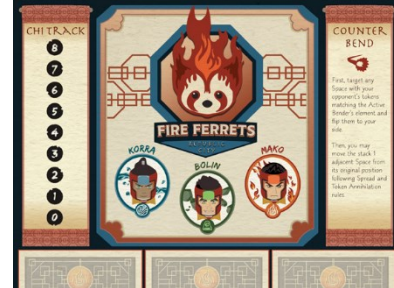 CHI TRACK
8
7
6
5
4
3
2
1
0
FIRE FERRETS
REPUBLIC
CITY
KORRA
BOLIN
MAKO
COUNTER
BEND
First, target any
Space with your
opponent's tokens
matching the Active
Bender's element and
flip them to your
side.
Then, you may
move the stack 1
adjacent Space from
its original position
following Spread and
Token Annihilation
rules.